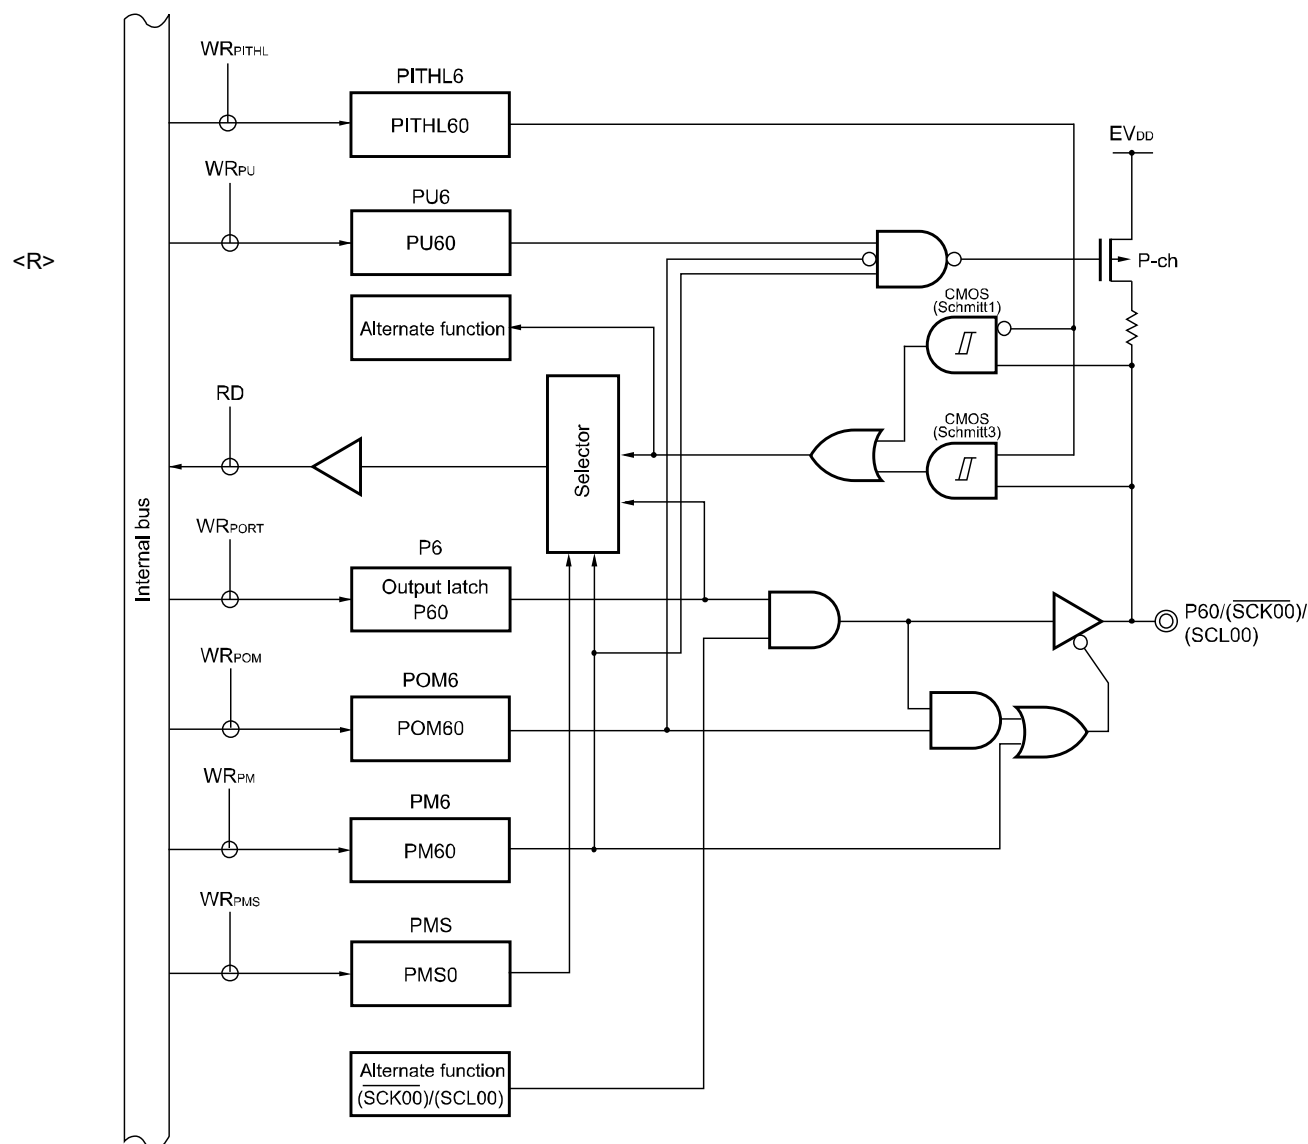 WRPITHL
PITHL6
PITHL60
EVDD
WRPU
PU6
PU60
<R>
P-ch
CMOS
(Schmitt1)
Alternate function
RD
Selector
CMOS
(Schmitt3)
Internal bus
WRPORT
P6
Output latch
P60
P60/(SCK00)/
(SCL00)
WRPOM
POM6
POM60
WRPM
PM6
PM60
WRPMS
PMS
PMS0
Alternate function
(SCK00)/(SCL00)